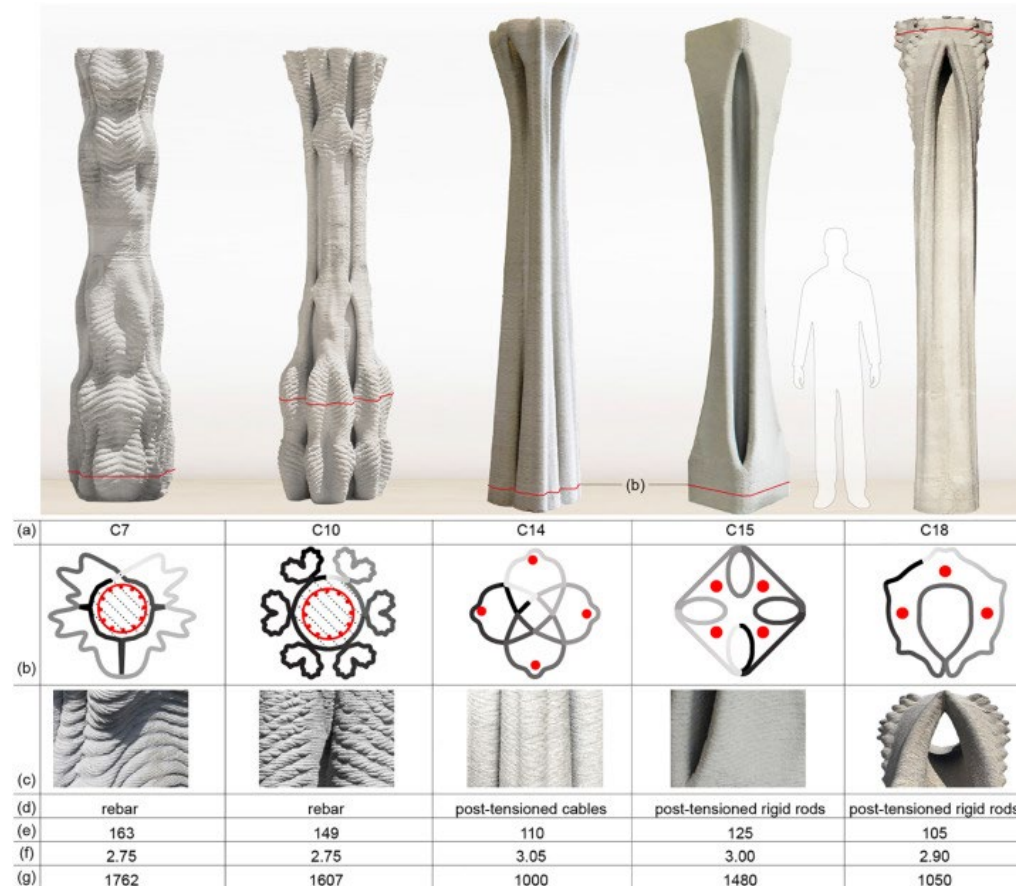 (b)
(a) C7 C10 C14 C15 C18
(b)
(c)
(d) rebar rebar post-tensioned cables post-tensioned rigid rods post-tensioned rigid rods
(e) 163 149 110 125 105
(f) 2.75 2.75 3.05 3.00 2.90
(g) 1762 1607 1000 1480 1050